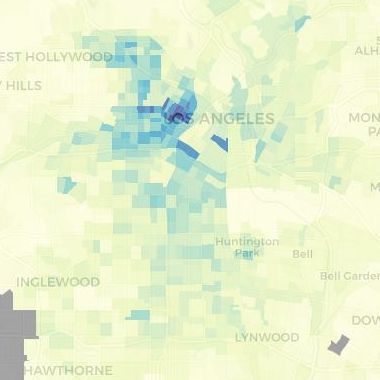 EST HOLLYWOOD
ALH
HILLS
LOS ANGELES
MON
PA
M
Huntington
Park
Bell
Bell Garden
INGLEWOOD
DOW
LYNWOOD
HAWTHORNE